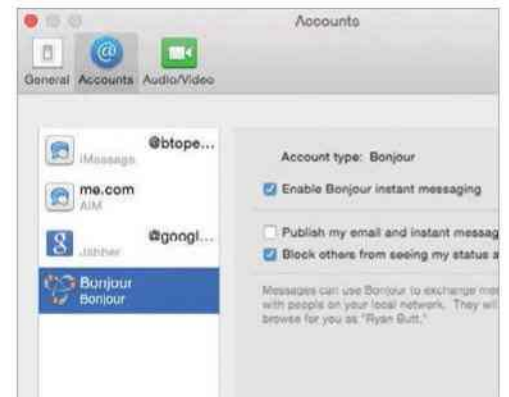 Accounts
General Accounts Audio/Video
@btope...
iMessage
me.com
AIM
@googl...
Jabber
Bonjour
Bonjour
Account type: Bonjour
Enable Bonjour instant messaging
Publish my email and instant messag
Block others from seeing my status a
Messages can use Bonjour to exchange mes
with people on your local network. They wil
browse for you as "Ryan Butt."